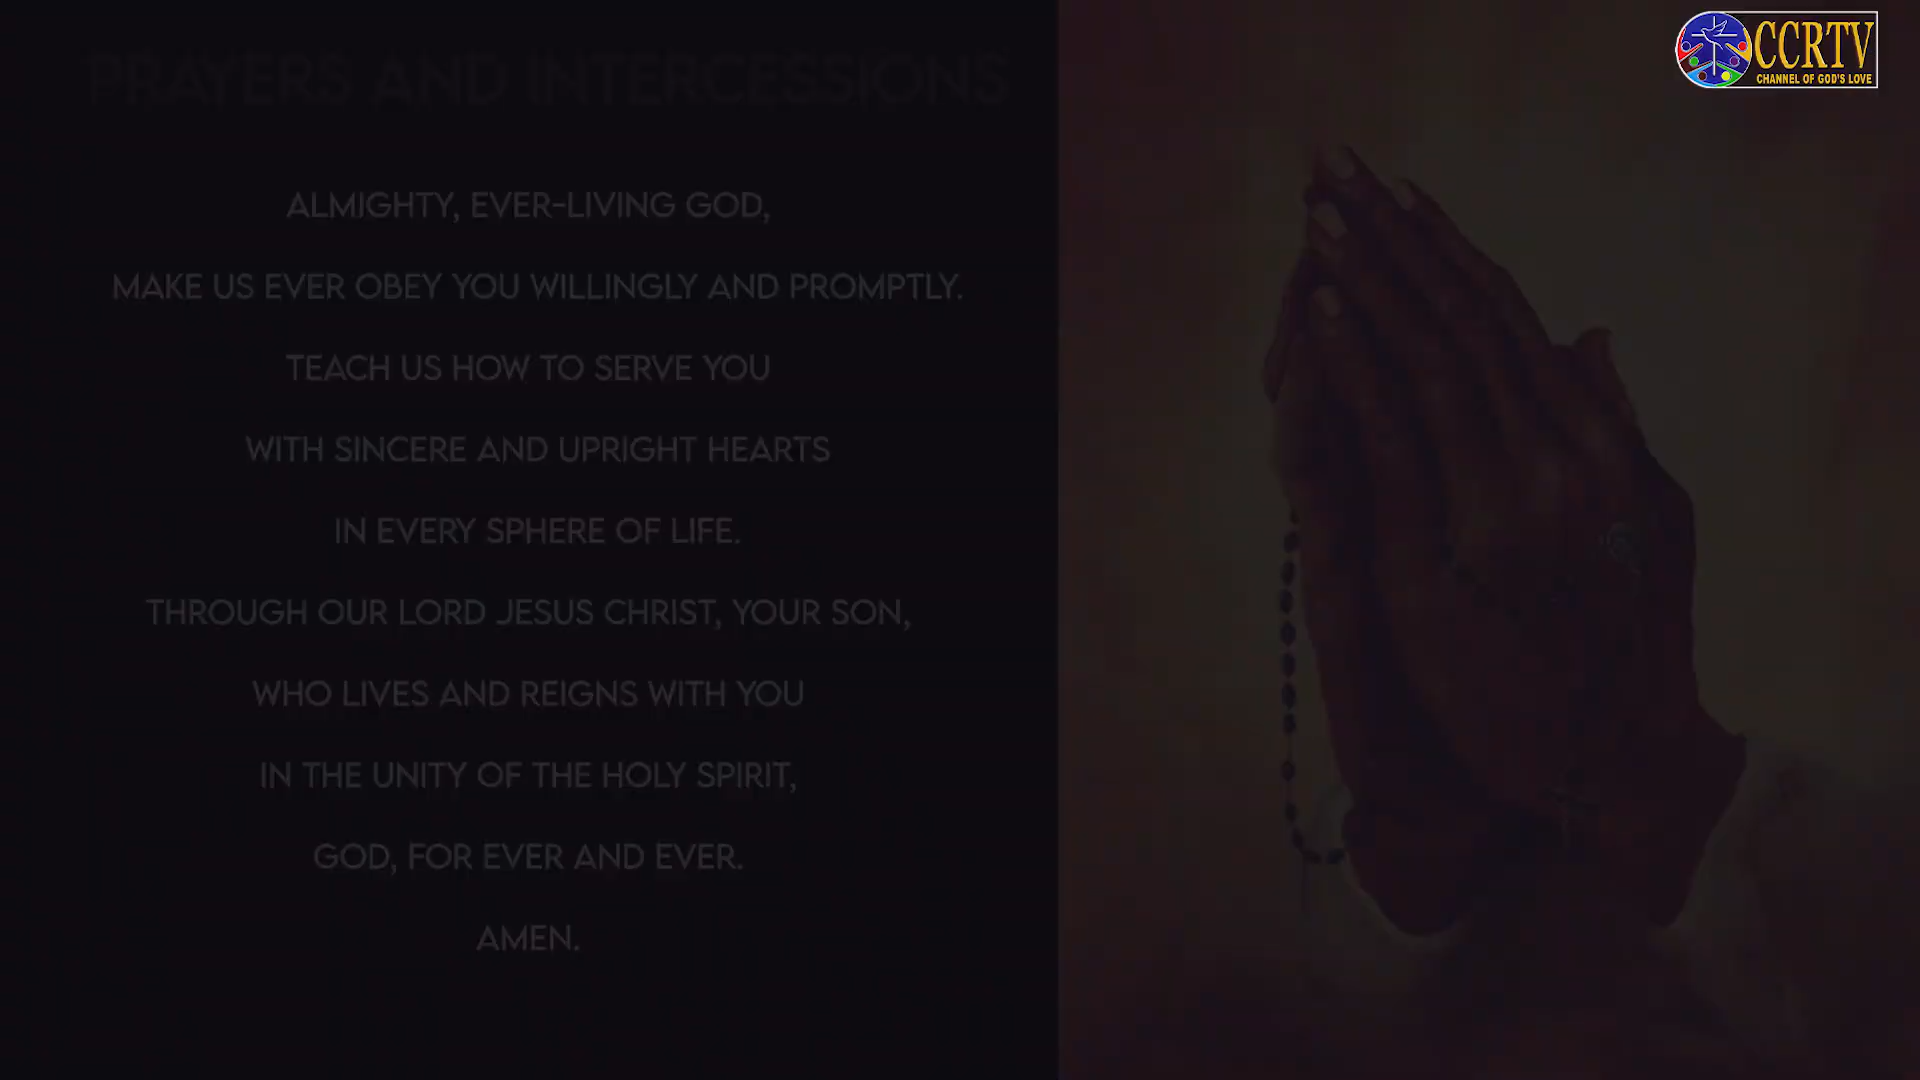 CCRTV
CHANNEL OF GOD'S LOVE
PRAYERS AND INTERCESSIONS
ALMIGHTY, EVER-LIVING GOD,
MAKE US EVER OBEY YOU WILLINGLY AND PROMPTLY.
TEACH US HOW TO SERVE YOU
WITH SINCERE AND UPRIGHT HEARTS
IN EVERY SPHERE OF LIFE.
THROUGH OUR LORD JESUS CHRIST, YOUR SON,
WHO LIVES AND REIGNS WITH YOU
IN THE UNITY OF THE HOLY SPIRIT,
GOD, FOR EVER AND EVER.
AMEN.